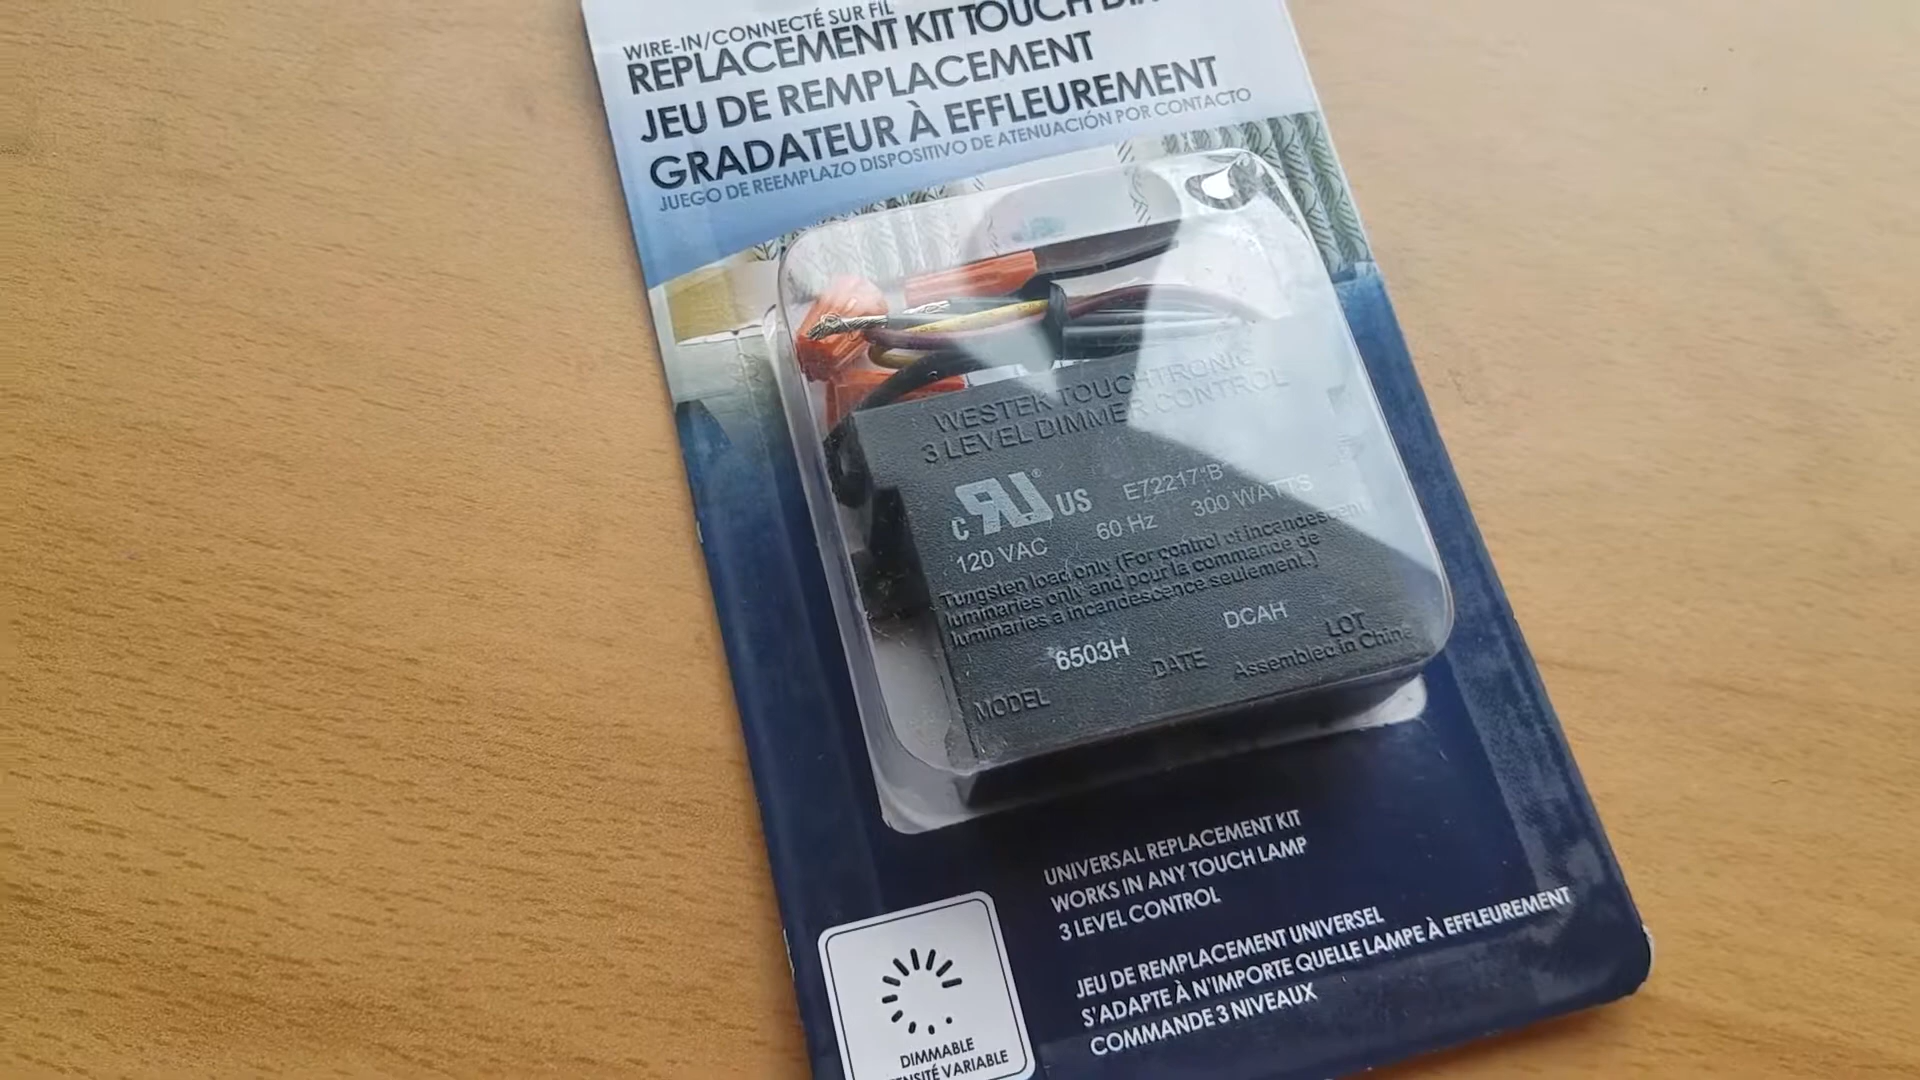 WIRE-IN/CONNECTÉ SUR FIL
REPLACEMENT KIT TOUCH
JEU DE REMPLACEMENT
GRADATEUR À EFFLEUREMENT
JUEGO DE REEMPLAZO DISPOSITIVO DE ATENUACIÓN POR CONTACTO
WESTEK TOUCHTRONIC
3 LEVEL DIMMER CONTROL
c RU ® US E72217"B"
120 VAC 60 Hz 300 WATTS
Tungsten load only (For control of incandescent
luminaries only and pour la commande de
luminaries a incandescence seulement.)
6503H DCAH LOT
MODEL DATE Assembled in China
UNIVERSAL REPLACEMENT KIT
WORKS IN ANY TOUCH LAMP
3 LEVEL CONTROL
JEU DE REMPLACEMENT UNIVERSEL
S'ADAPTE À N'IMPORTE QUELLE LAMPE À EFFLEUREMENT
COMMANDE 3 NIVEAUX
DIMMABLE
VARIABLE